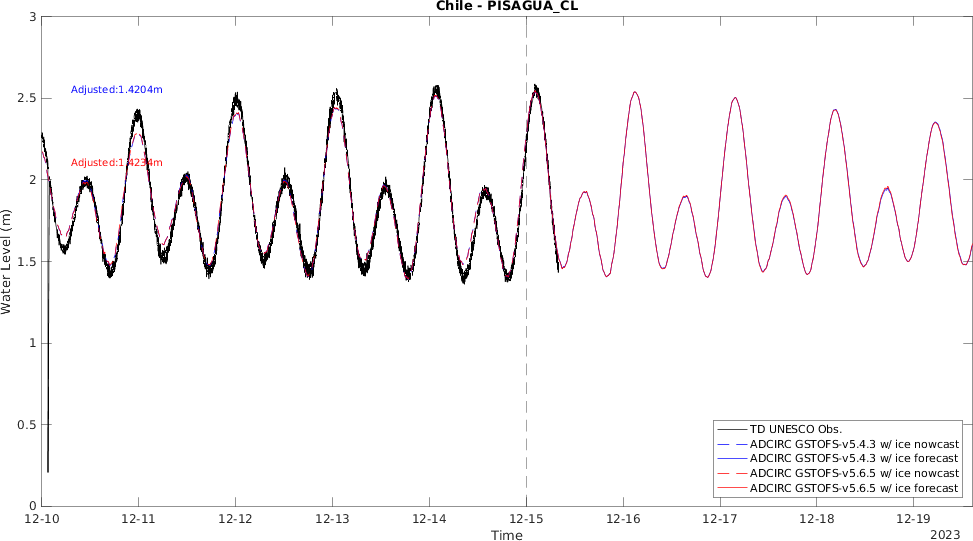 Chile - PISAGUA_CL
3
2.5
2
1.5
1
0.5
0
Water Level (m)
Adjusted:1.4204m
Adjusted:1.4234m
TD UNESCO Obs.
ADCIRC GSTOFS-v5.4.3 w/ ice nowcast
ADCIRC GSTOFS-v5.4.3 w/ ice forecast
ADCIRC GSTOFS-v5.6.5 w/ ice nowcast
ADCIRC GSTOFS-v5.6.5 w/ ice forecast
12-10 12-11 12-12 12-13 12-14 12-15 12-16 12-17 12-18 12-19
Time
2023